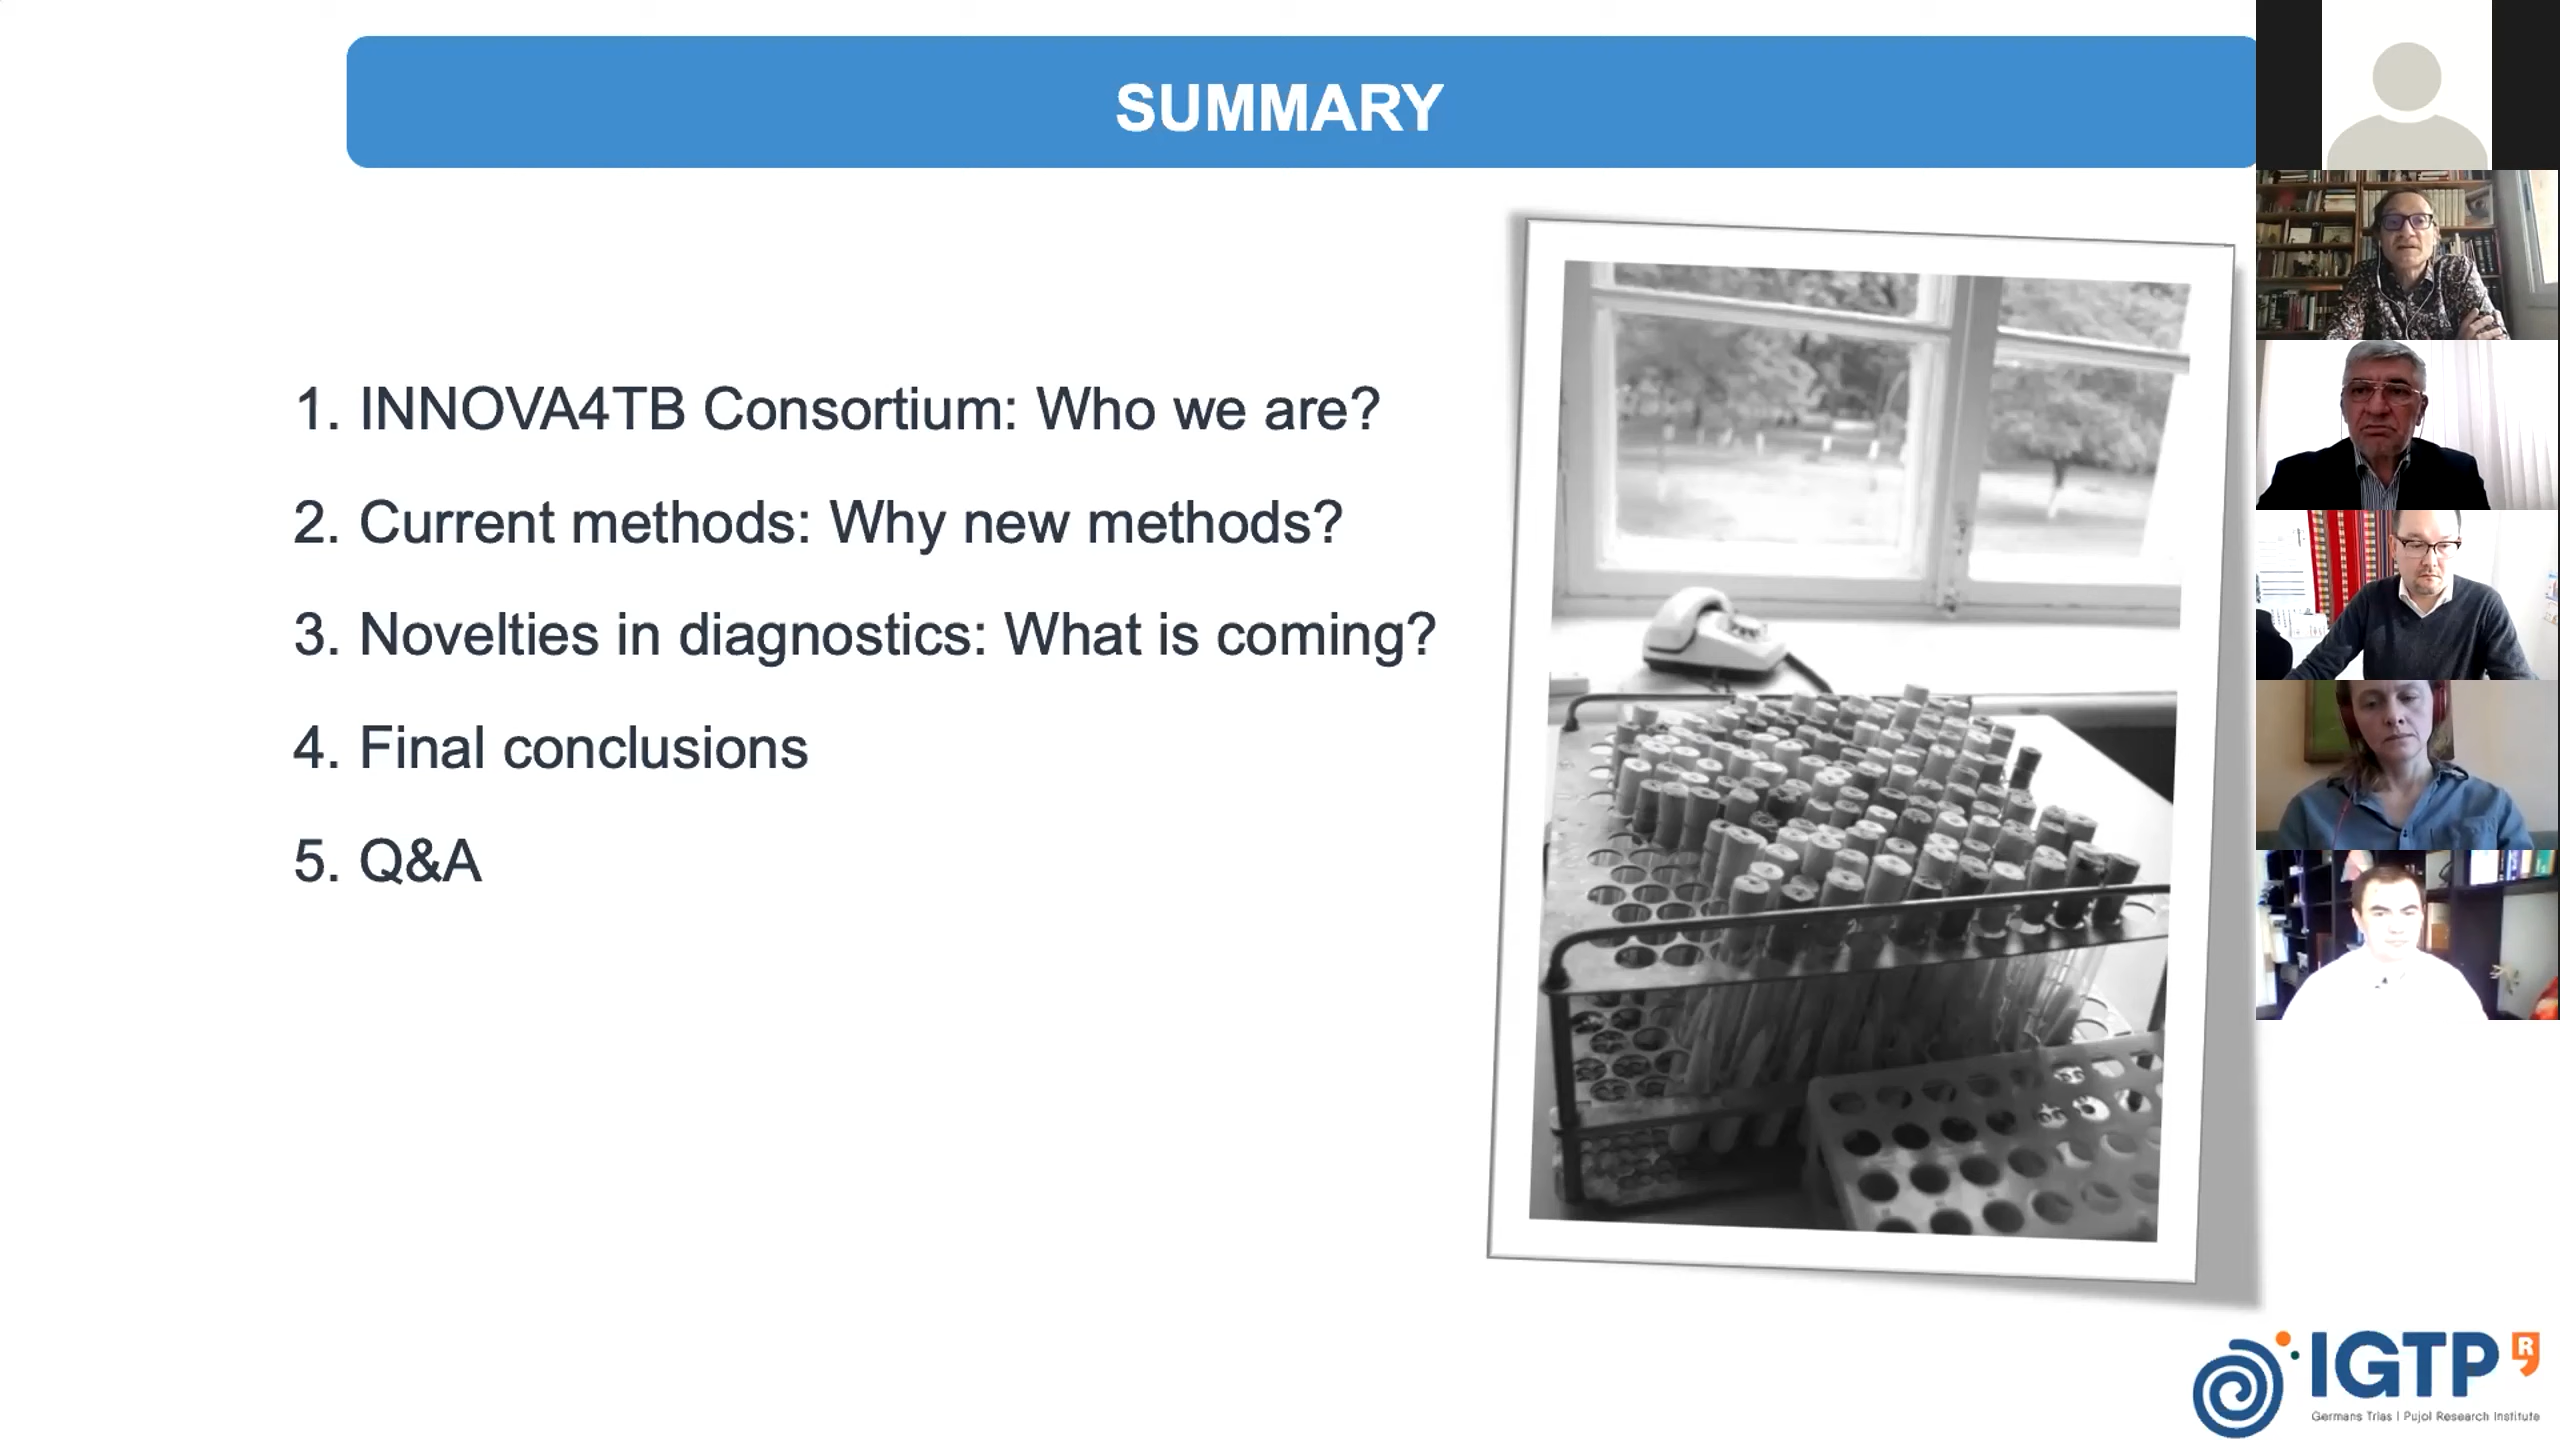 SUMMARY
1. INNOVA4TB Consortium: Who we are?
2. Current methods: Why new methods?
3. Novelties in diagnostics: What is coming?
4. Final conclusions
5. Q&A
IGTP R
Germans Trias i Pujol Research Institute